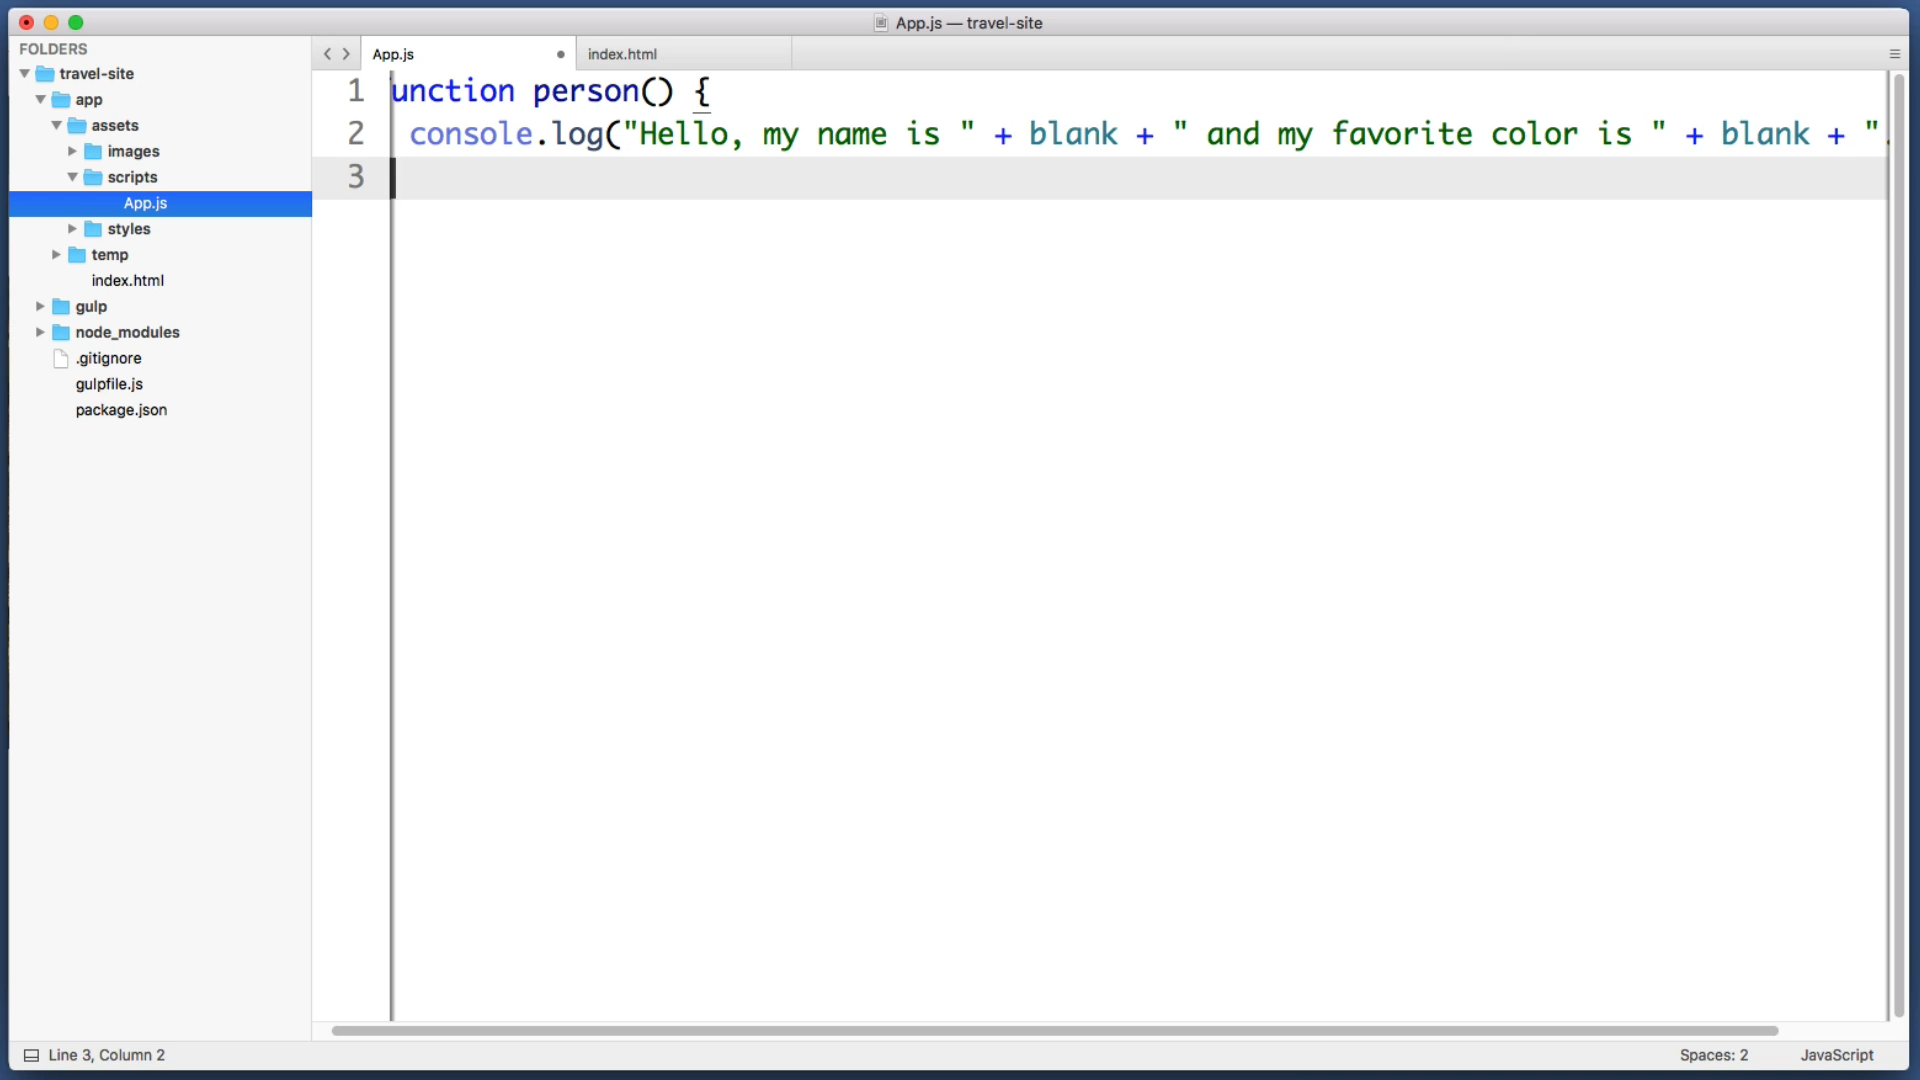 App.js — travel-site
FOLDERS
travel-site
app
assets
images
scripts
App.js
styles
temp
index.html
gulp
node_modules
.gitignore
gulpfile.js
package.json
App.js
index.html
1 unction person() {
2 console.log("Hello, my name is " + blank + " and my favorite color is " + blank + ".
3
Line 3, Column 2
Spaces: 2
JavaScript